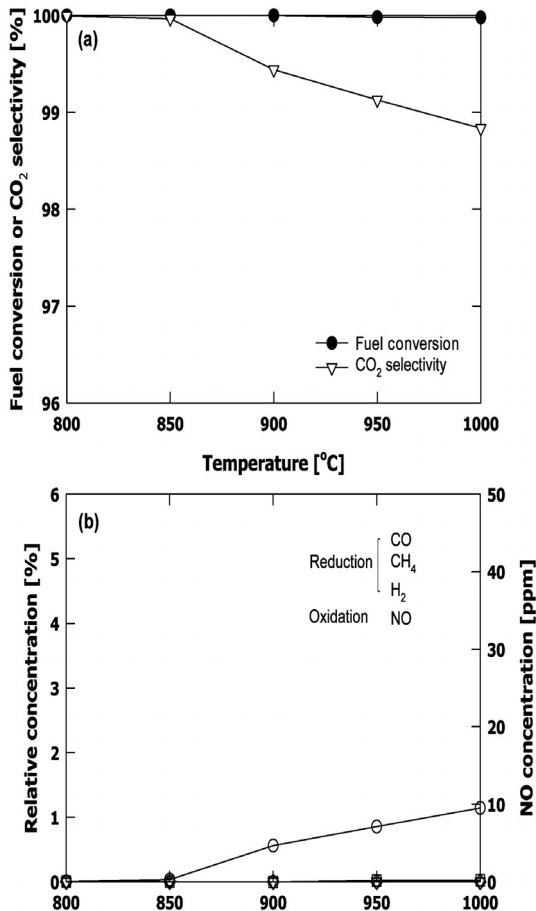 Fuel conversion or CO2 selectivity [%]
100
99
98
97
96
(a)
Fuel conversion
CO2 selectivity
800 850 900 950 1000
Temperature [oC]
Relative concentration [%]
6
5
4
3
2
1
0
(b)
Reduction
CO
CH4
H2
Oxidation NO
50
40
30
20
10
0
NO concentration [ppm]
800 850 900 950 1000